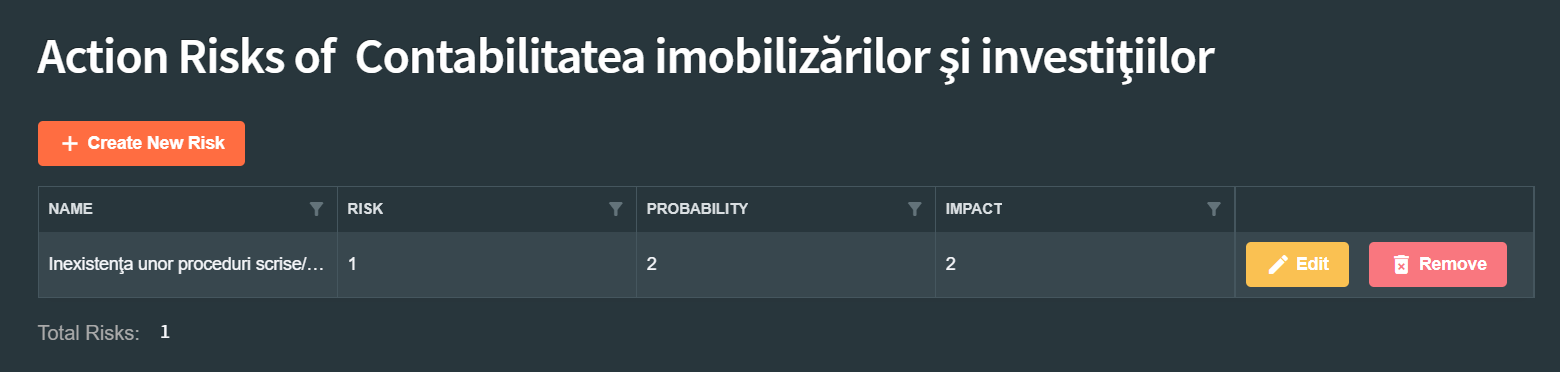 Action Risks of Contabilitatea imobilizărilor şi investiţiilor
+ Create New Risk
NAME RISK PROBABILITY IMPACT
Inexistenţa unor proceduri scrise/… 1 2 2 Edit Remove
Total Risks: 1